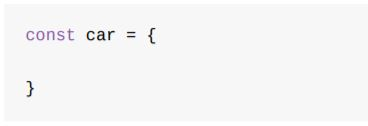 const car = {
}